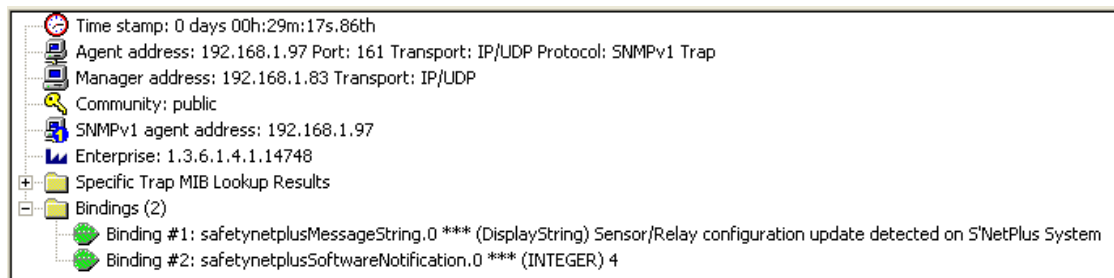 Time stamp: 0 days 00h:29m:17s.86th
Agent address: 192.168.1.97 Port: 161 Transport: IP/UDP Protocol: SNMPv1 Trap
Manager address: 192.168.1.83 Transport: IP/UDP
Community: public
SNMPv1 agent address: 192.168.1.97
Enterprise: 1.3.6.1.4.1.14748
Specific Trap MIB Lookup Results
Bindings (2)
Binding #1: safetynetplusMessageString.0 *** (DisplayString) Sensor/Relay configuration update detected on S'NetPlus System
Binding #2: safetynetplusSoftwareNotification.0 *** (INTEGER) 4